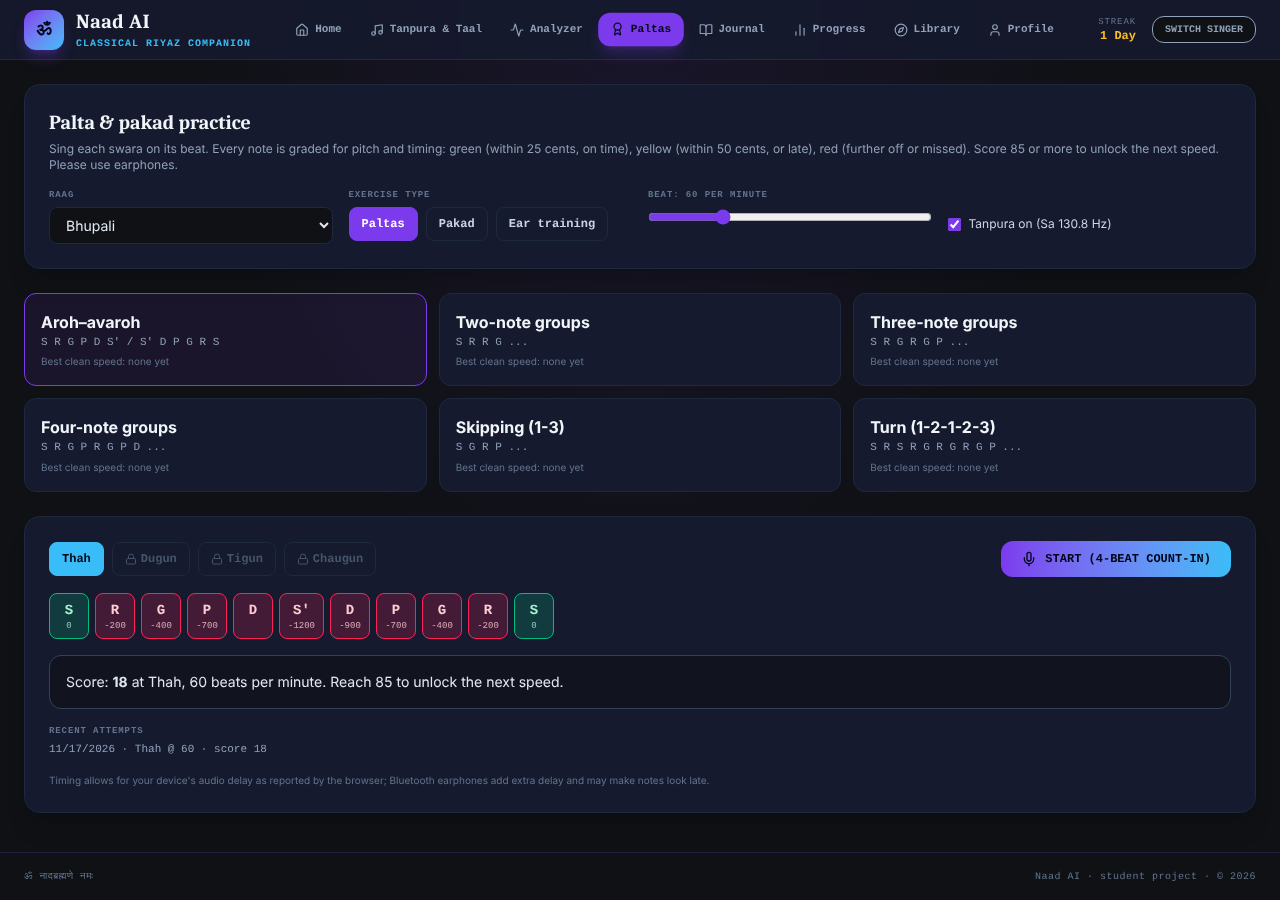 ॐ
Naad AI
CLASSICAL RIYAZ COMPANION
Home
Tanpura & Taal
Analyzer
Paltas
Journal
Progress
Library
Profile
STREAK
1 Day
SWITCH SINGER
Palta & pakad practice
Sing each swara on its beat. Every note is graded for pitch and timing: green (within 25 cents, on time), yellow (within 50 cents, or late), red (further off or missed). Score 85 or more to unlock the next speed.
Please use earphones.
RAAG
Bhupali
EXERCISE TYPE
Paltas
Pakad
Ear training
BEAT: 60 PER MINUTE
Tanpura on (Sa 130.8 Hz)
Aroh–avaroh
S R G P D S' / S' D P G R S
Best clean speed: none yet
Two-note groups
S R R G ...
Best clean speed: none yet
Three-note groups
S R G R G P ...
Best clean speed: none yet
Four-note groups
S R G P R G P D ...
Best clean speed: none yet
Skipping (1-3)
S G R P ...
Best clean speed: none yet
Turn (1-2-1-2-3)
S R S R G R G R G P ...
Best clean speed: none yet
Thah
Dugun
Tigun
Chaugun
START (4-BEAT COUNT-IN)
S R G P D S' D P G R S
0 -200 -400 -700 -1200 -900 -700 -400 -200 0
Score: 18 at Thah, 60 beats per minute. Reach 85 to unlock the next speed.
RECENT ATTEMPTS
11/17/2026 · Thah @ 60 · score 18
Timing allows for your device's audio delay as reported by the browser; Bluetooth earphones add extra delay and may make notes look late.
ॐ नादब्रह्मणे नमः
Naad AI · student project · © 2026